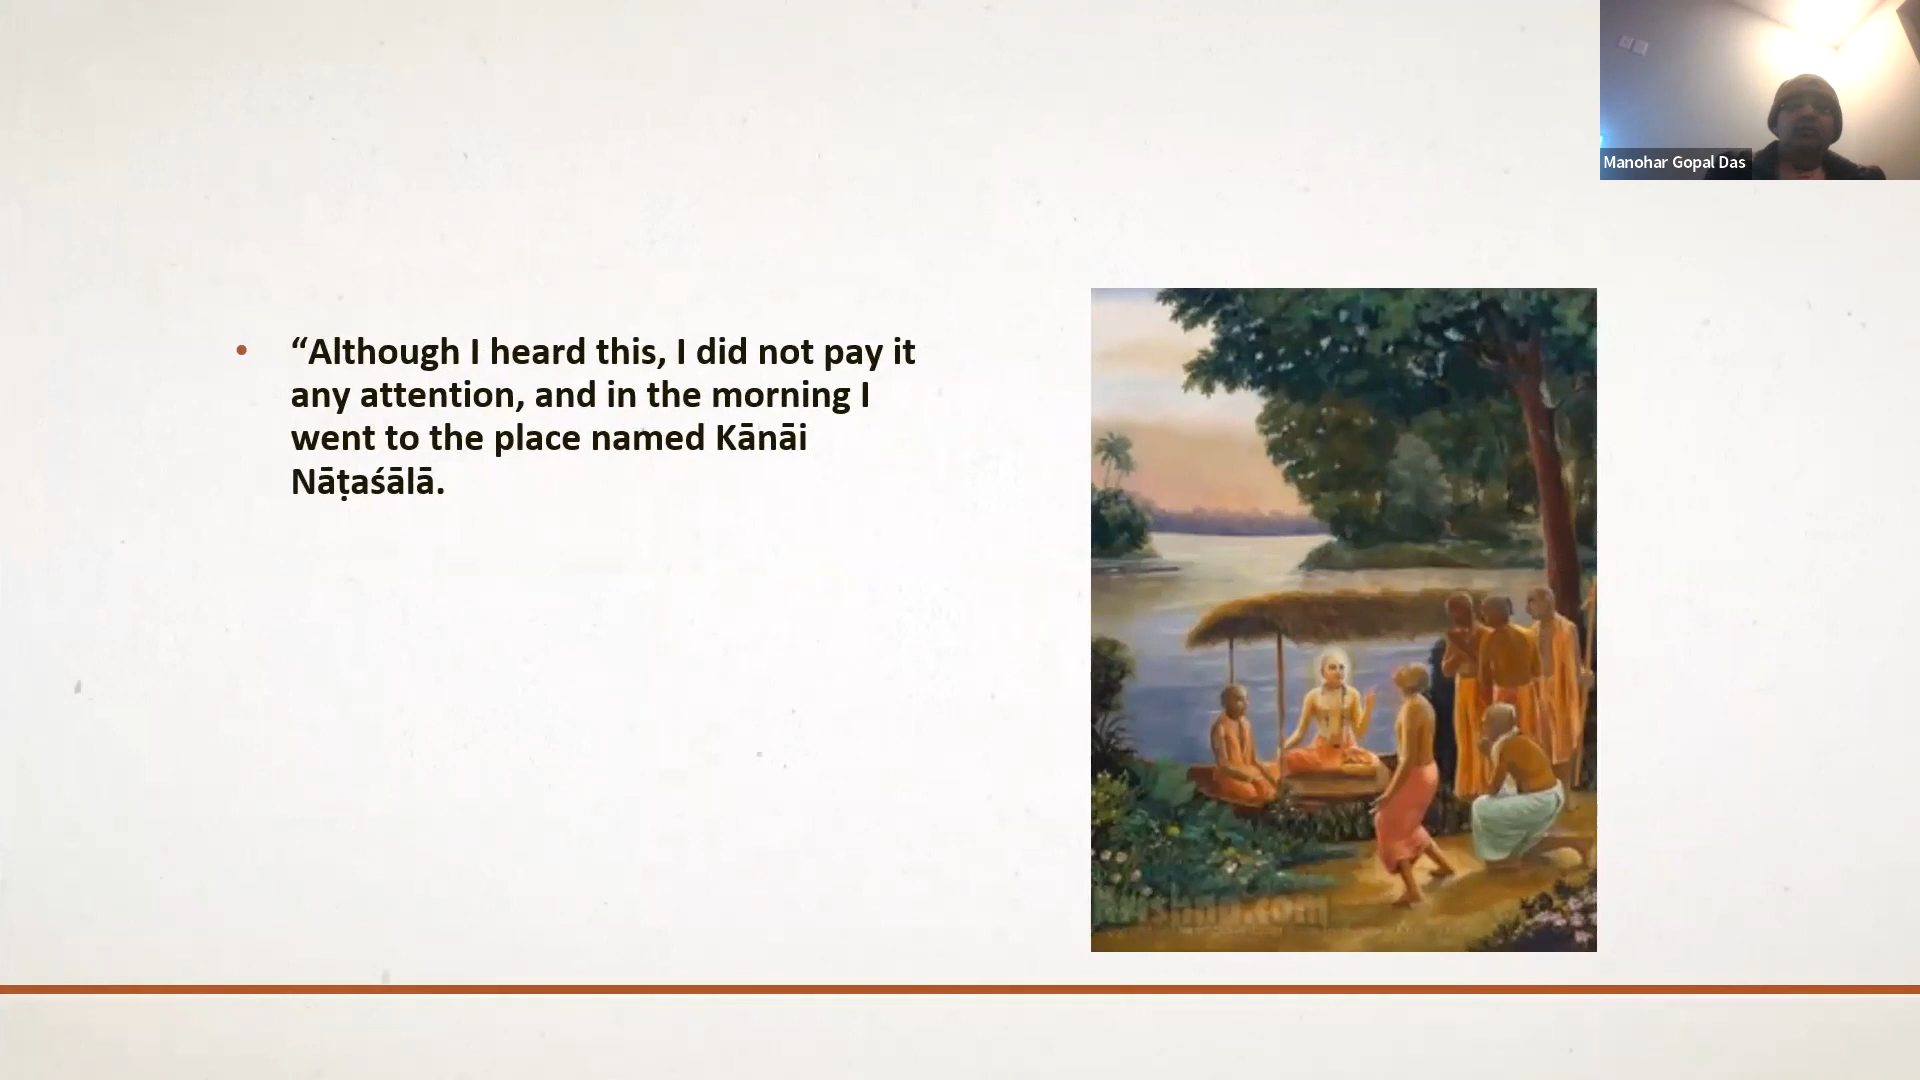 Manohar Gopal Das
• “Although I heard this, I did not pay it
any attention, and in the morning I
went to the place named Kānāi
Nāṭaśālā.